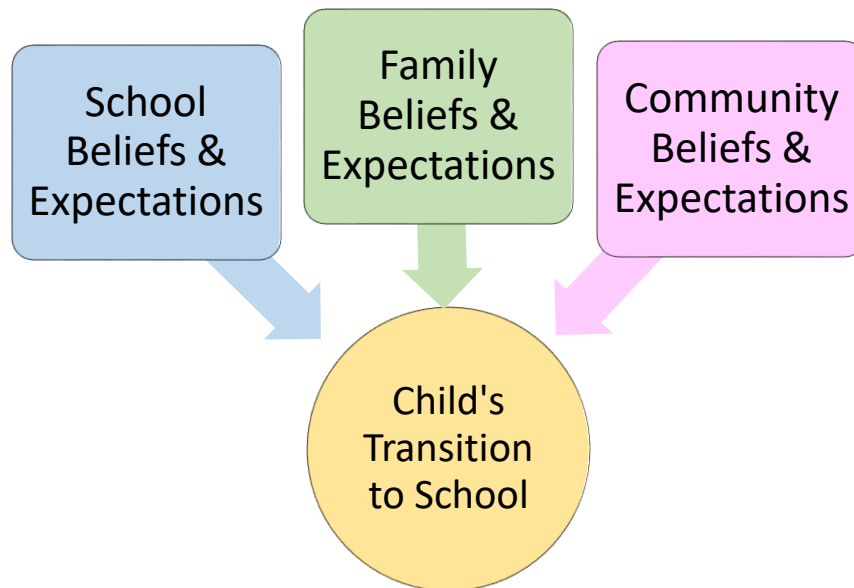 School
Beliefs &
Expectations
Family
Beliefs &
Expectations
Community
Beliefs &
Expectations
Child's
Transition
to School